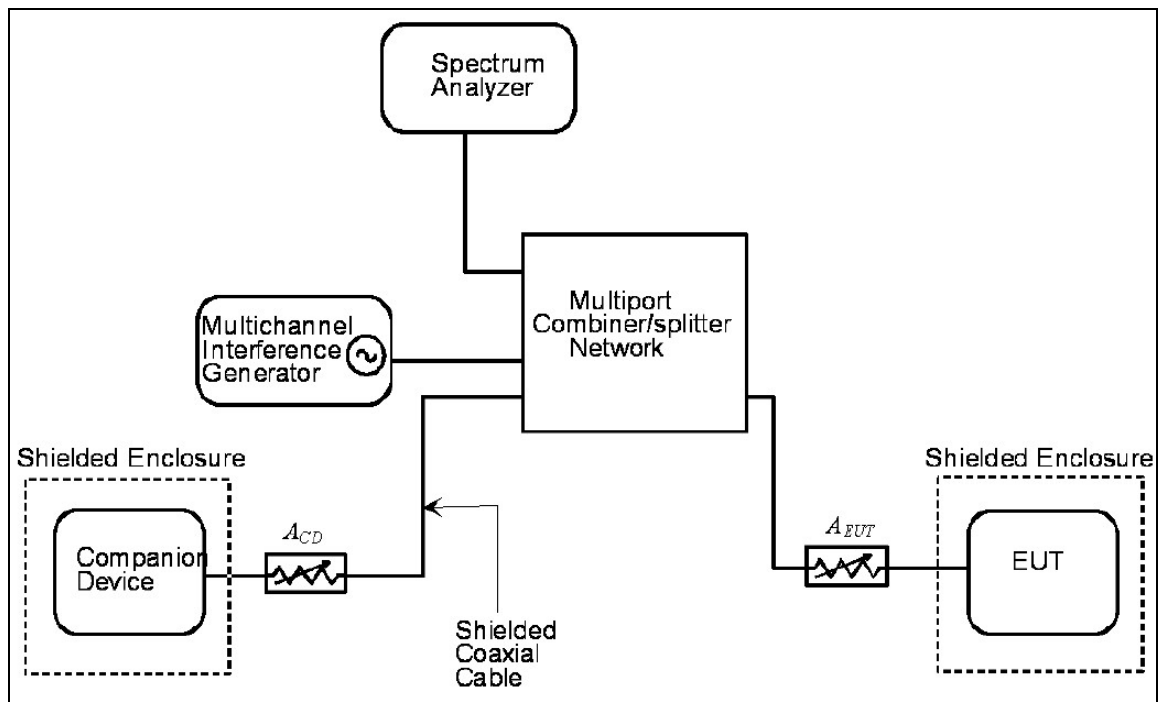 Spectrum
Analyzer
Multichannel
Interference
Generator
Multiport
Combiner/splitter
Network
Shielded Enclosure
Companion
Device
A_CD
Shielded
Coaxial
Cable
Shielded Enclosure
A_EUT
EUT